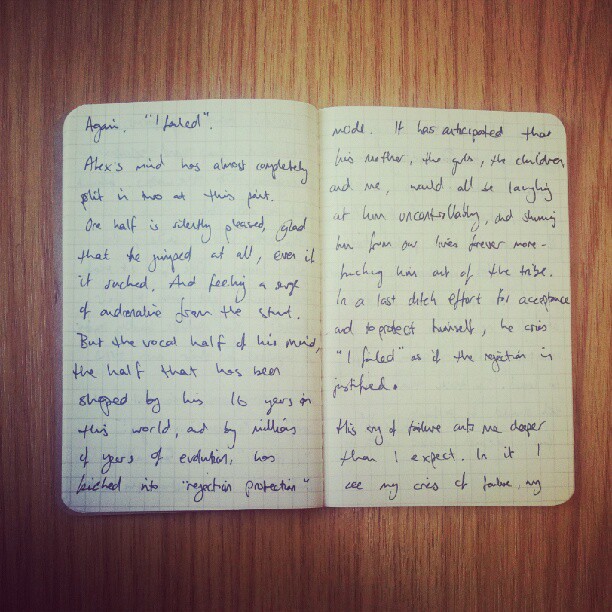 Again. "I failed".
Alex's mind has almost completely
split in two at this point.
One half is silently pleased, glad
that he jumped at all, even if
it sucked. And feeling a surge
of andrenaline from the stunt.
But the vocal half of his mind,
the half that has been
shaped by his 16 years in
this world, and by millions
of years of evolution, has
kicked into "rejection protection"
mode. It has anticipated that
his mother, the girls, the children
and me, would all be laughing
at him uncontrollably, and shunning
him from our lives forever more -
him out of the tribe.
In a last ditch effort for acceptance
and to protect himself, he cries
"I failed" as if the rejection is
justified.
This cry of failure cuts me deeper
than I expect. In it I
see my cries of failure, my